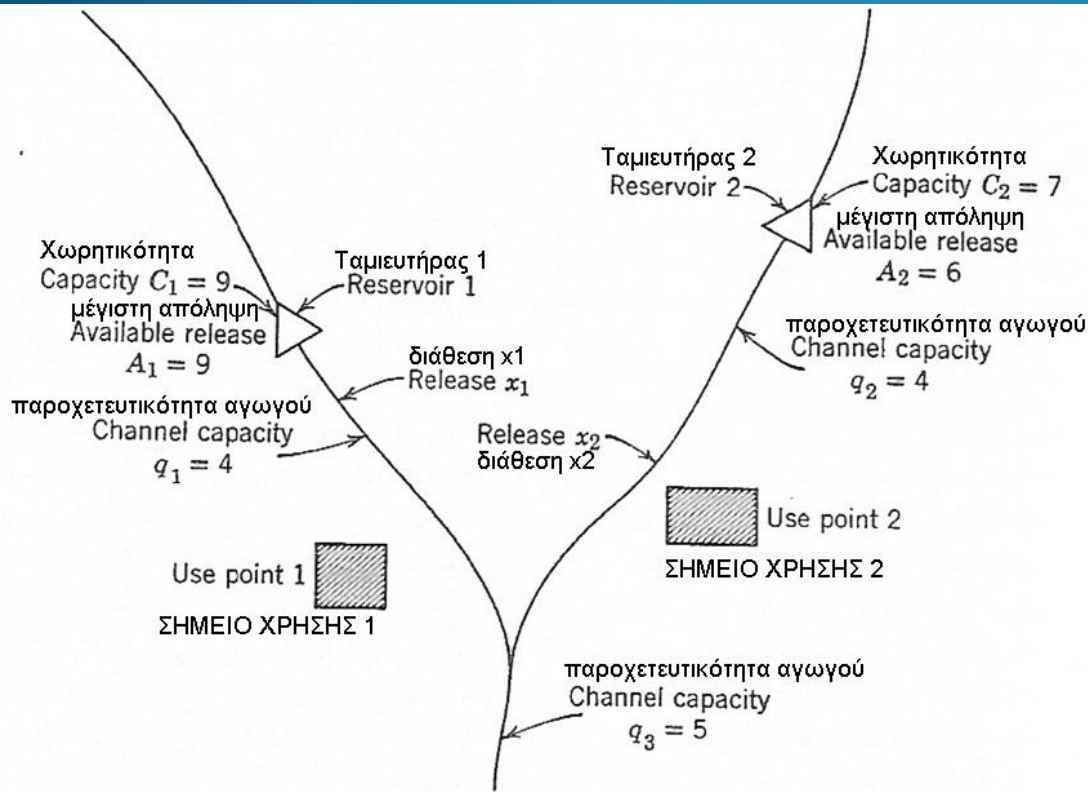 Ταμιευτήρας 2
Reservoir 2
Χωρητικότητα
Capacity C₂ = 7
μέγιστη απόληψη
Available release
A₂ = 6
Χωρητικότητα
Capacity C₁ = 9
μέγιστη απόληψη
Available release
A₁ = 9
Ταμιευτήρας 1
Reservoir 1
παροχετευτικότητα αγωγού
Channel capacity
q₂ = 4
διάθεση x1
Release x₁
παροχετευτικότητα αγωγού
Channel capacity
q₁ = 4
Release x₂
διάθεση x2
Use point 2
ΣΗΜΕΙΟ ΧΡΗΣΗΣ 2
Use point 1
ΣΗΜΕΙΟ ΧΡΗΣΗΣ 1
παροχετευτικότητα αγωγού
Channel capacity
q₃ = 5